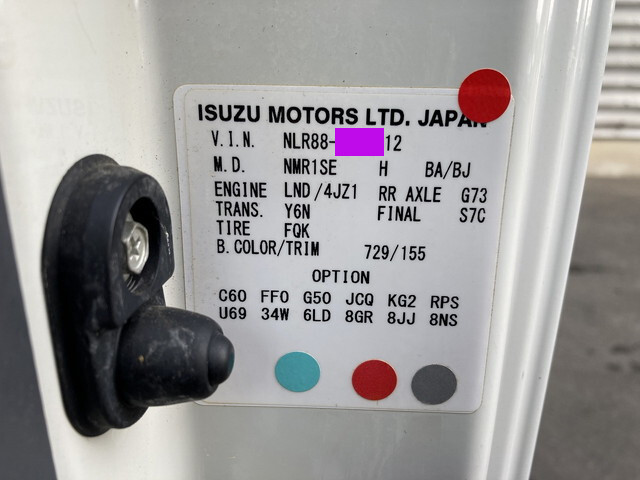 ISUZU MOTORS LTD. JAPAN
V.I.N. NLR88- 12
M.D. NMR1SE H BA/BJ
ENGINE LND/4JZ1 RR AXLE G73
TRANS. Y6N FINAL S7C
TIRE FQK
B.COLOR/TRIM 729/155
OPTION
C60 FF0 G50 JCQ KG2 RPS
U69 34W 6LD 8GR 8JJ 8NS